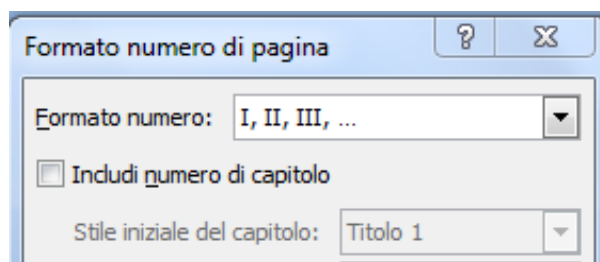 Formato numero di pagina
Formato numero: I, II, III, ...
Includi numero di capitolo
Stile iniziale del capitolo: Titolo 1